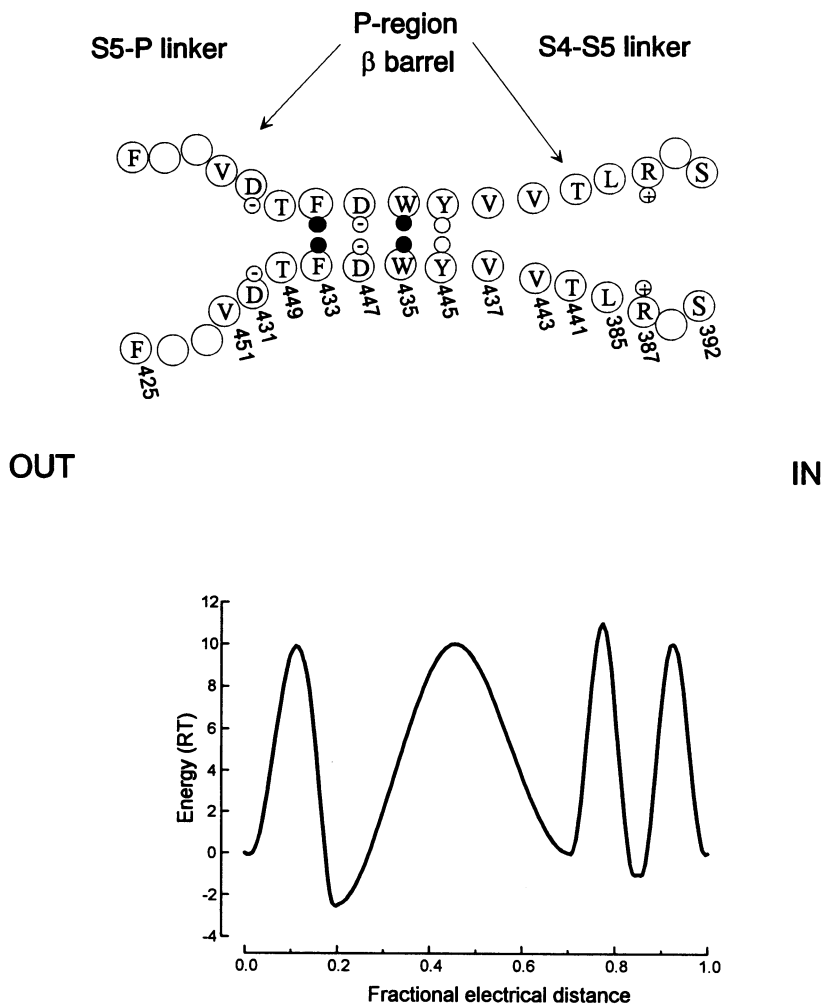 P-region
β barrel
S5-P linker
S4-S5 linker
F V D T F D W Y V V T L R S
- - +
- - +
F V D T F D W Y V V T L R S
425 451 431 449 433 447 435 445 437 443 441 385 387 392
OUT
IN
12
10
8
6
4
2
0
-2
-4
Energy (RT)
0.0 0.2 0.4 0.6 0.8 1.0
Fractional electrical distance